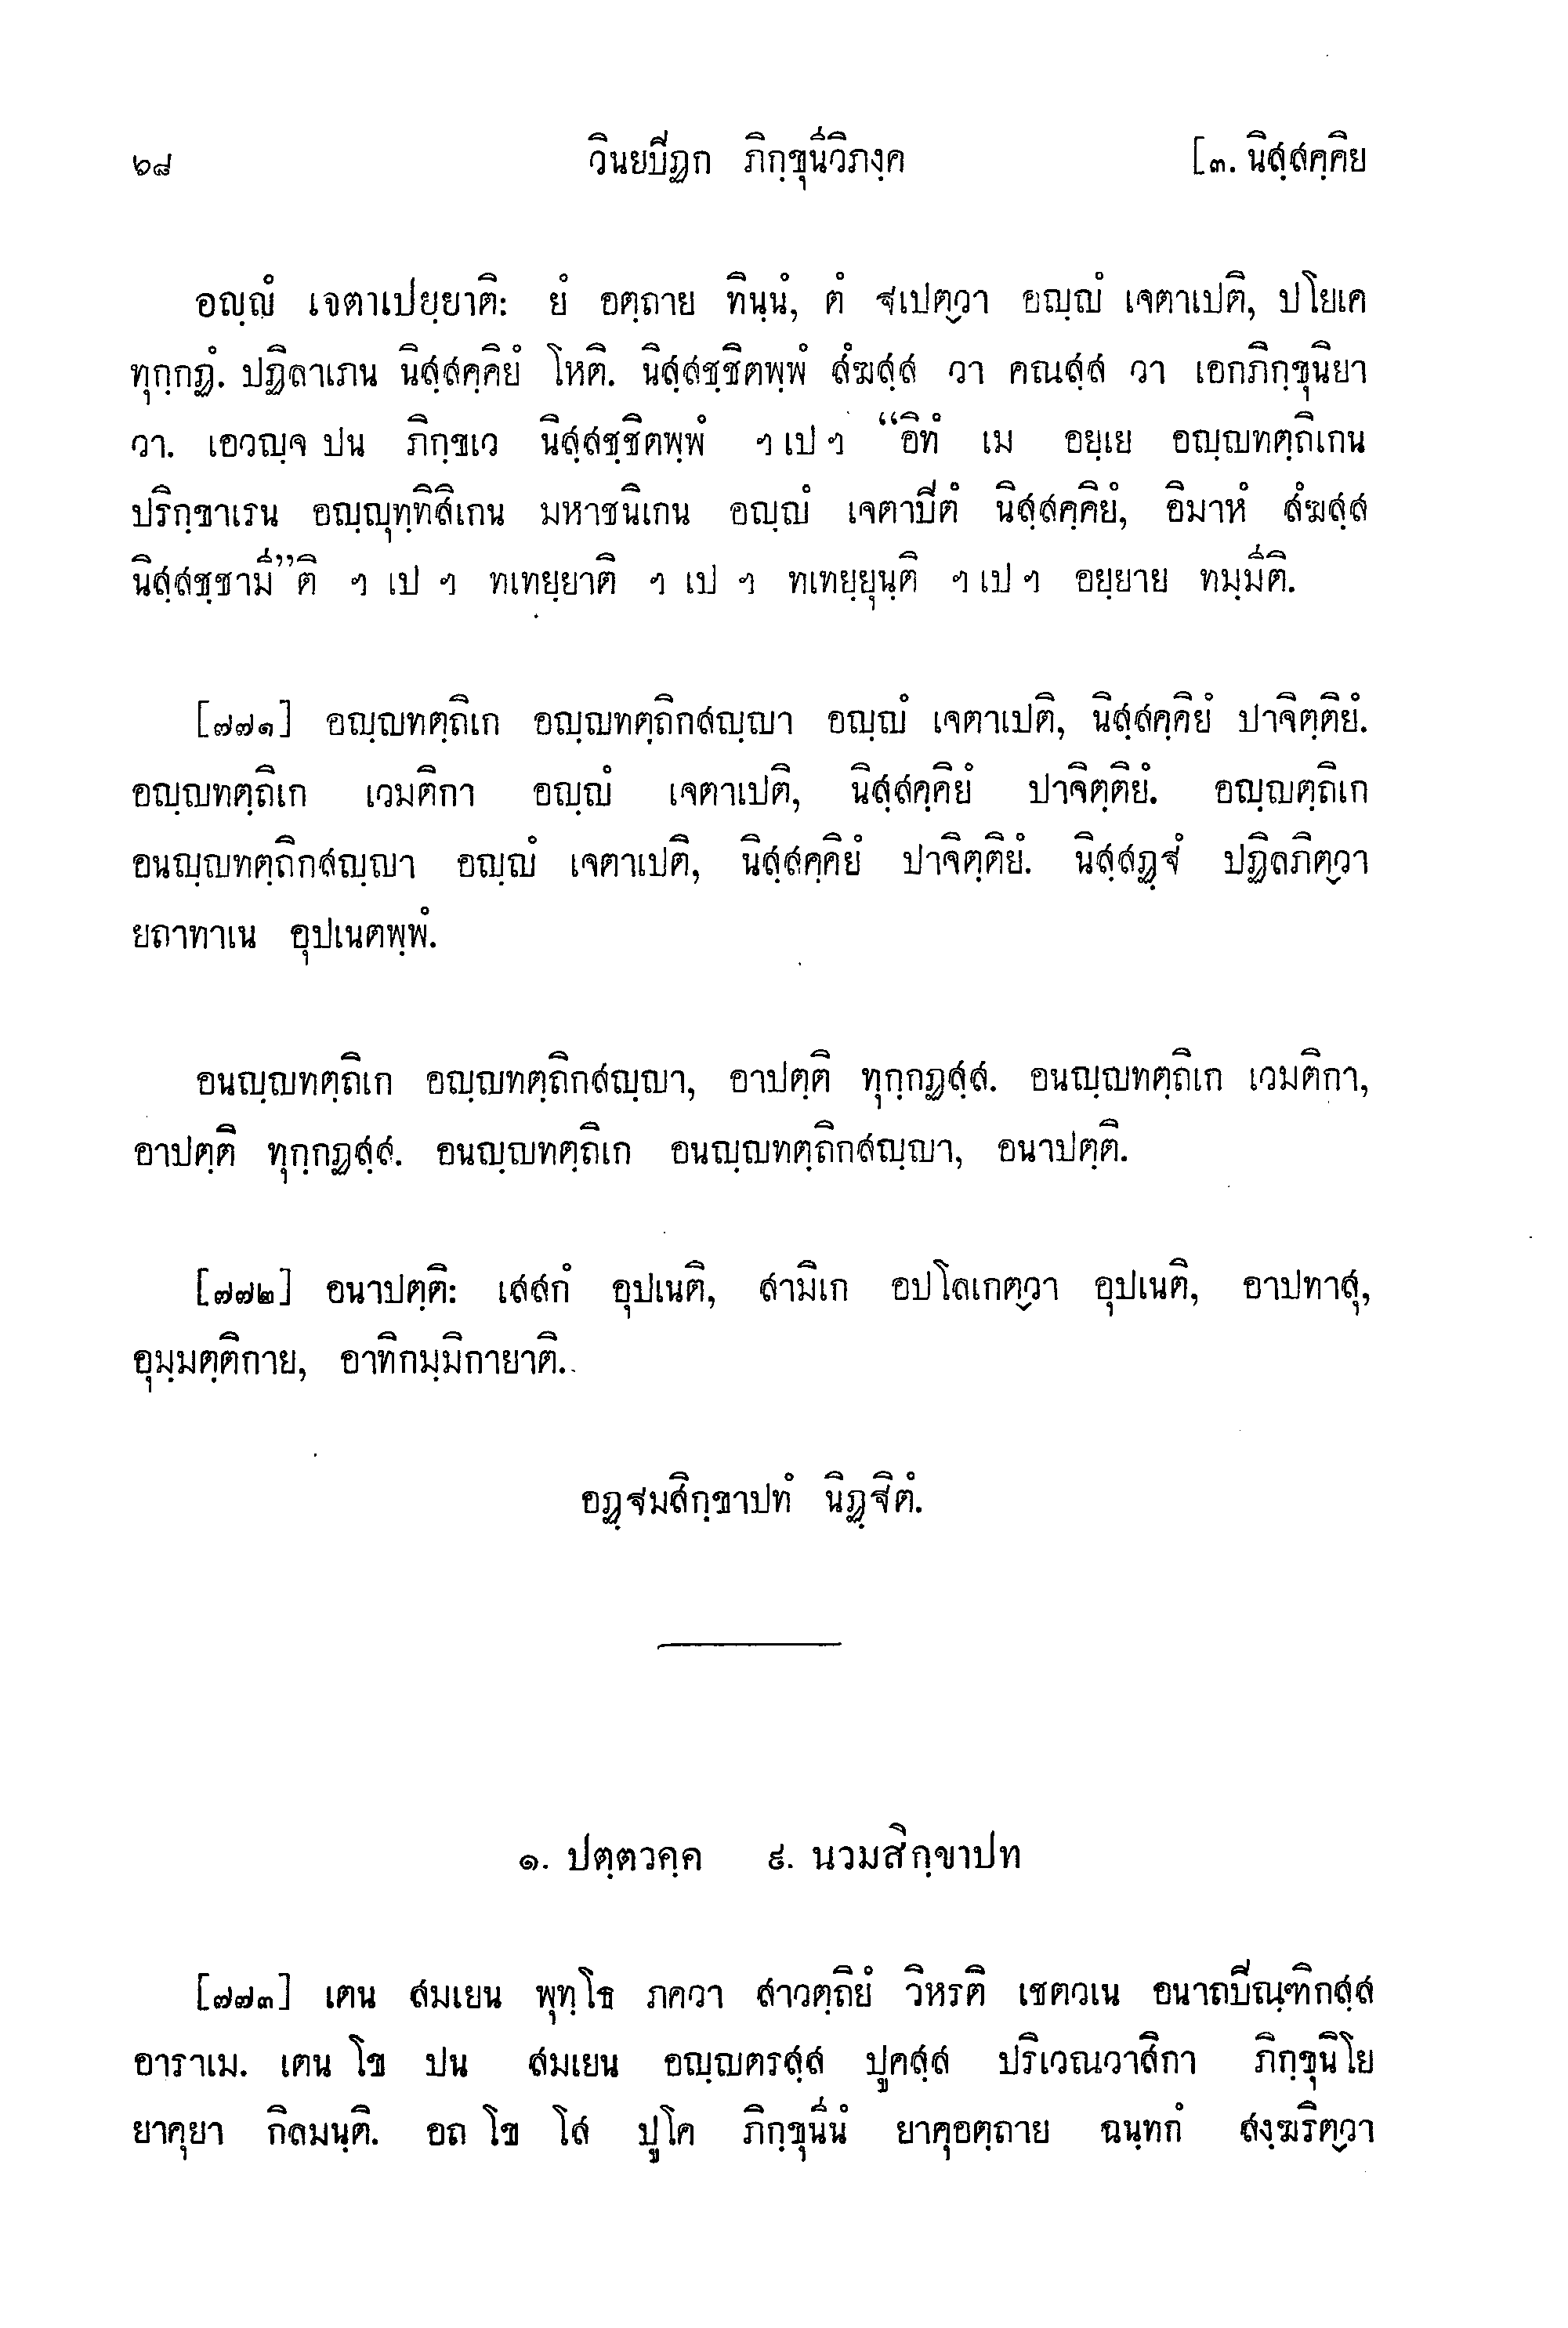 ๖๘ วินยปิฏก ภิกฺขุนีวิภงฺค [๓. นิสฺสคฺคิย
อญฺญํ เจตาเปยฺยาติ: ยํ อตฺถาย ทินฺนํ, ตํ ฐเปตฺวา อญฺญํ เจตาเปติ, ปโยเค
ทุกฺกฏํ. ปฏิลาเภน นิสฺสคฺคิยํ โหติ. นิสฺสชฺชิตพฺพํ สํฆสฺส วา คณสฺส วา เอกภิกฺขุนิยา
วา. เอวญฺจ ปน ภิกฺขเว นิสฺสชฺชิตพฺพํ ฯ เป ฯ “อิทํ เม อยฺเย อญฺญทตฺถิเกน
ปริกฺขาเรน อญฺญุทฺทิสิเกน มหาชนิเกน อญฺญํ เจตาปิตํ นิสฺสคฺคิยํ, อิมาหํ สํฆสฺส
นิสฺสชฺชามี”ติ ฯ เป ฯ ทเทยฺยาติ ฯ เป ฯ ทเทยฺยุนฺติ ฯ เป ฯ อยฺยาย ทมฺมีติ.
[๗๗๑] อญฺญทตฺถิเก อญฺญทตฺถิกสญฺญา อญฺญํ เจตาเปติ, นิสฺสคฺคิยํ ปาจิตฺติยํ.
อญฺญทตฺถิเก เวมติกา อญฺญํ เจตาเปติ, นิสฺสคฺคิยํ ปาจิตฺติยํ. อญฺญตฺถิเก
อนญฺญทตฺถิกสญฺญา อญฺญํ เจตาเปติ, นิสฺสคฺคิยํ ปาจิตฺติยํ. นิสฺสฏฺฐํ ปฏิลภิตฺวา
ยถาทาเน อุปเนตพฺพํ.
อนญฺญทตฺถิเก อญฺญทตฺถิกสญฺญา, อาปตฺติ ทุกฺกฏสฺส. อนญฺญทตฺถิเก เวมติกา,
อาปตฺติ ทุกฺกฏสฺส. อนญฺญทตฺถิเก อนญฺญทตฺถิกสญฺญา, อนาปตฺติ.
[๗๗๒] อนาปตฺติ: เสสกํ อุปเนติ, สามิเก อปโลเกตฺวา อุปเนติ, อาปทาสุ,
อุมฺมตฺติกาย, อาทิกมฺมิกายาติ.
อฏฺฐมสิกฺขาปทํ นิฏฺฐิตํ.
๑. ปตฺตวคฺค ๙. นวมสิกฺขาปท
[๗๗๓] เตน สมเยน พุทฺโธ ภควา สาวตฺถิยํ วิหรติ เชตวเน อนาถปิณฺฑิกสฺส
อาราเม. เตน โข ปน สมเยน อญฺญตรสฺส ปูคสฺส ปริเวณวาสิกา ภิกฺขุนิโย
ยาคุยา กิลมนฺติ. อถ โข โส ปูโค ภิกฺขุนีนํ ยาคุอตฺถาย ฉนฺทกํ สงฺฆริตฺวา